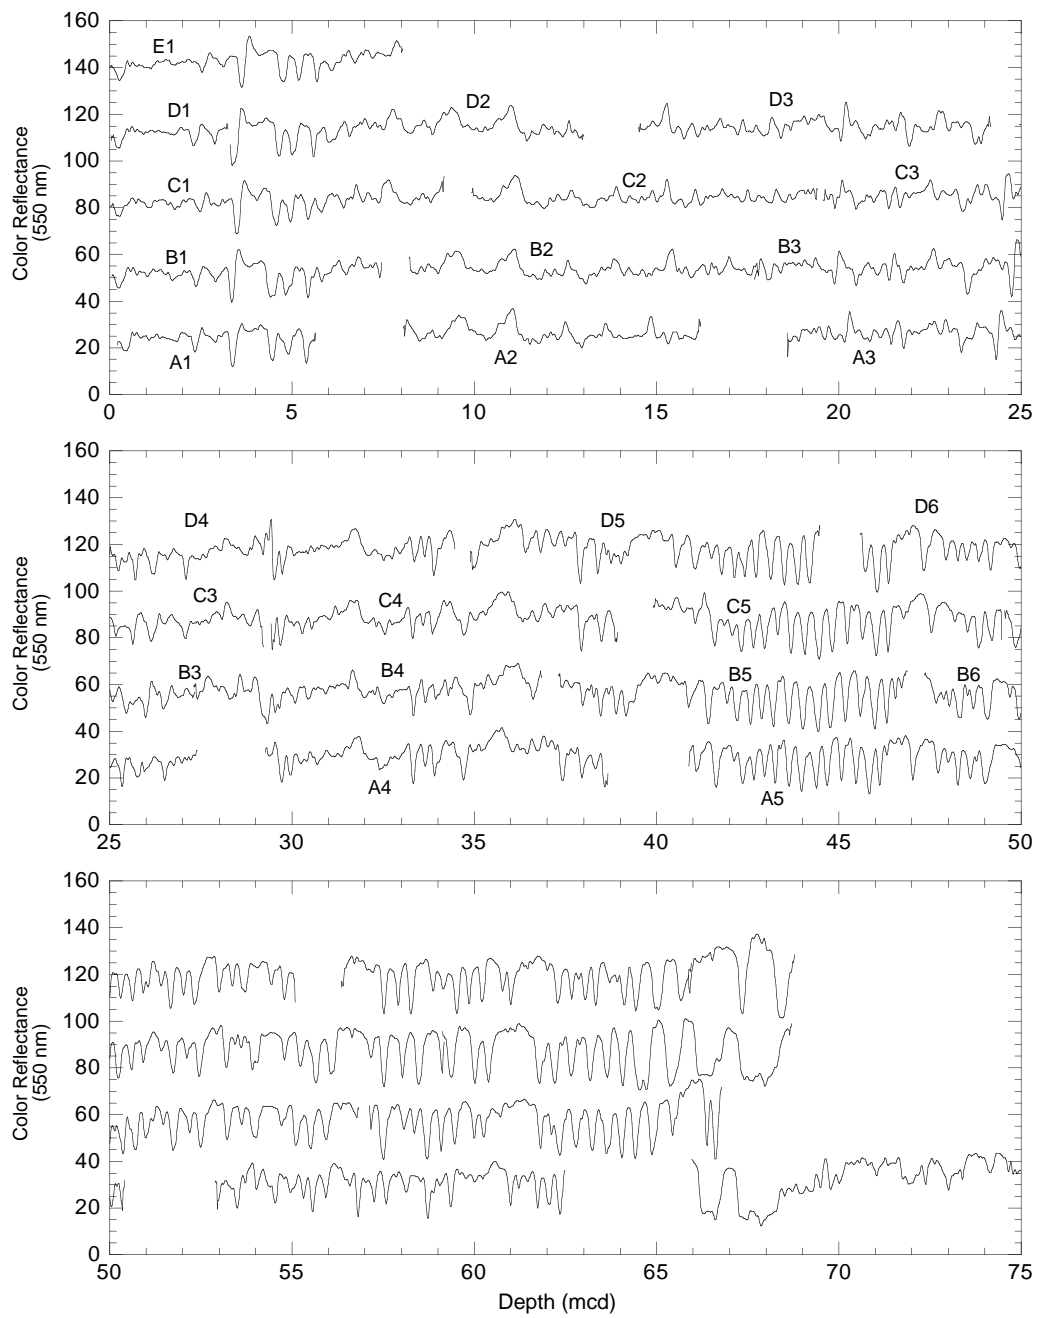 160
140
120
100
80
60
40
20
0
Color Reflectance
(550 nm)
E1
D1
D2
D3
C1
C2
C3
B1
B2
B3
A1
A2
A3
0
5
10
15
20
25
160
140
120
100
80
60
40
20
0
Color Reflectance
(550 nm)
D4
D5
D6
C3
C4
C5
B3
B4
B5
B6
A4
A5
25
30
35
40
45
50
160
140
120
100
80
60
40
20
0
Color Reflectance
(550 nm)
50
55
60
65
70
75
Depth (mcd)